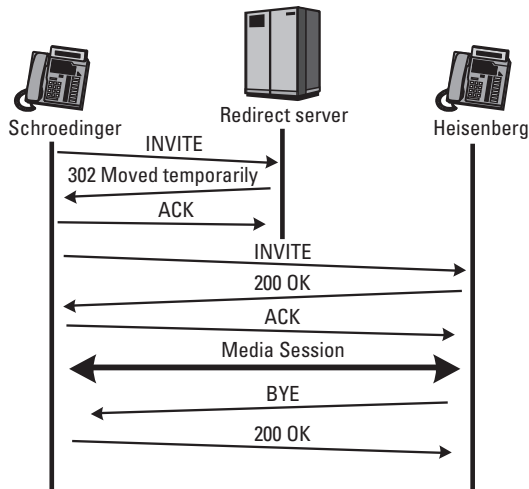 Schroedinger
Redirect server
Heisenberg
INVITE
302 Moved temporarily
ACK
INVITE
200 OK
ACK
Media Session
BYE
200 OK